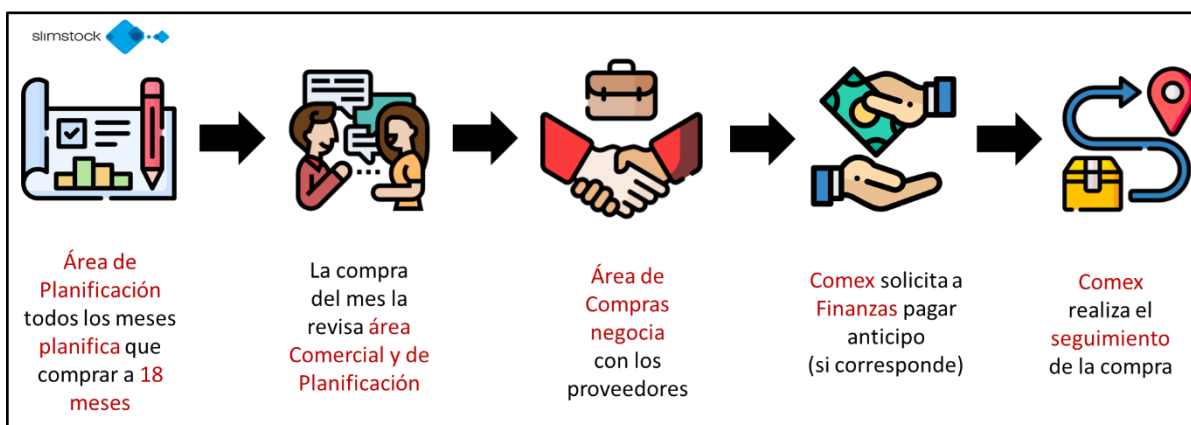 slimstock
Área de
Planificación
todos los meses
planifica que
comprar a 18
meses
La compra
del mes la
revisa área
Comercial y de
Planificación
Área de
Compras
negocia
con los
proveedores
Comex solicita a
Finanzas pagar
anticipo
(si corresponde)
Comex
realiza el
seguimiento
de la compra